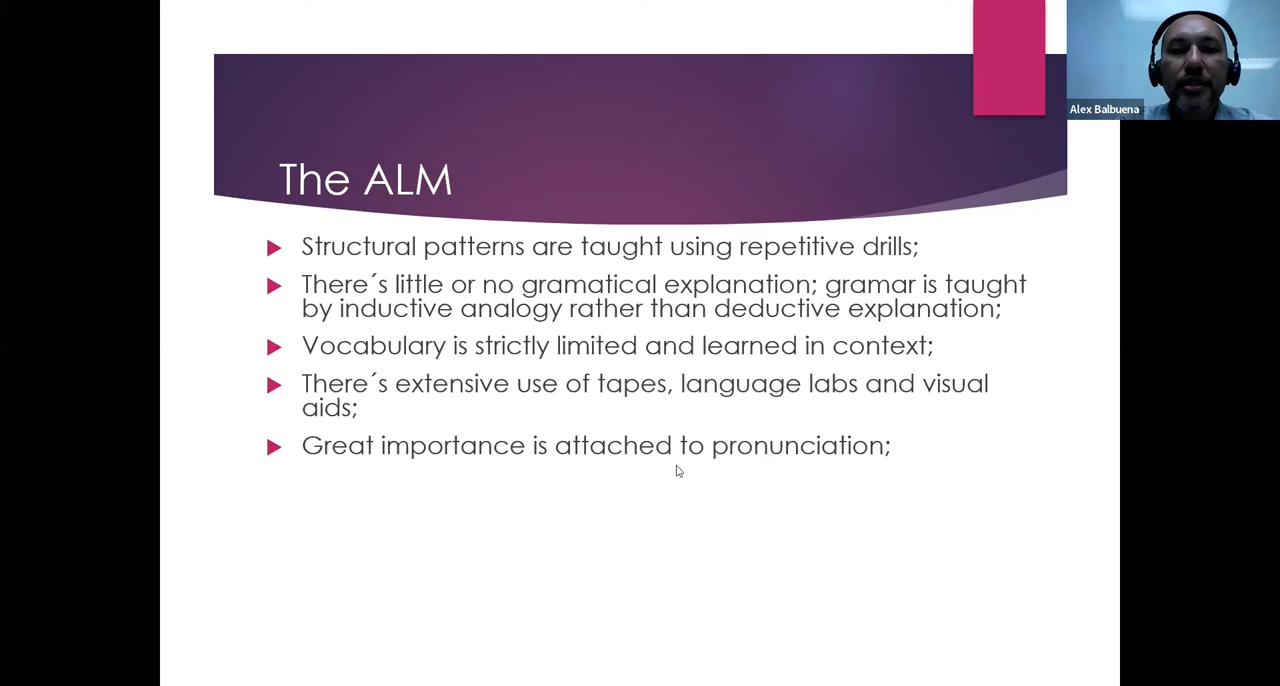 Alex Balbuena
The ALM
Structural patterns are taught using repetitive drills;
There´s little or no gramatical explanation; gramar is taught
by inductive analogy rather than deductive explanation;
Vocabulary is strictly limited and learned in context;
There´s extensive use of tapes, language labs and visual
aids;
Great importance is attached to pronunciation;